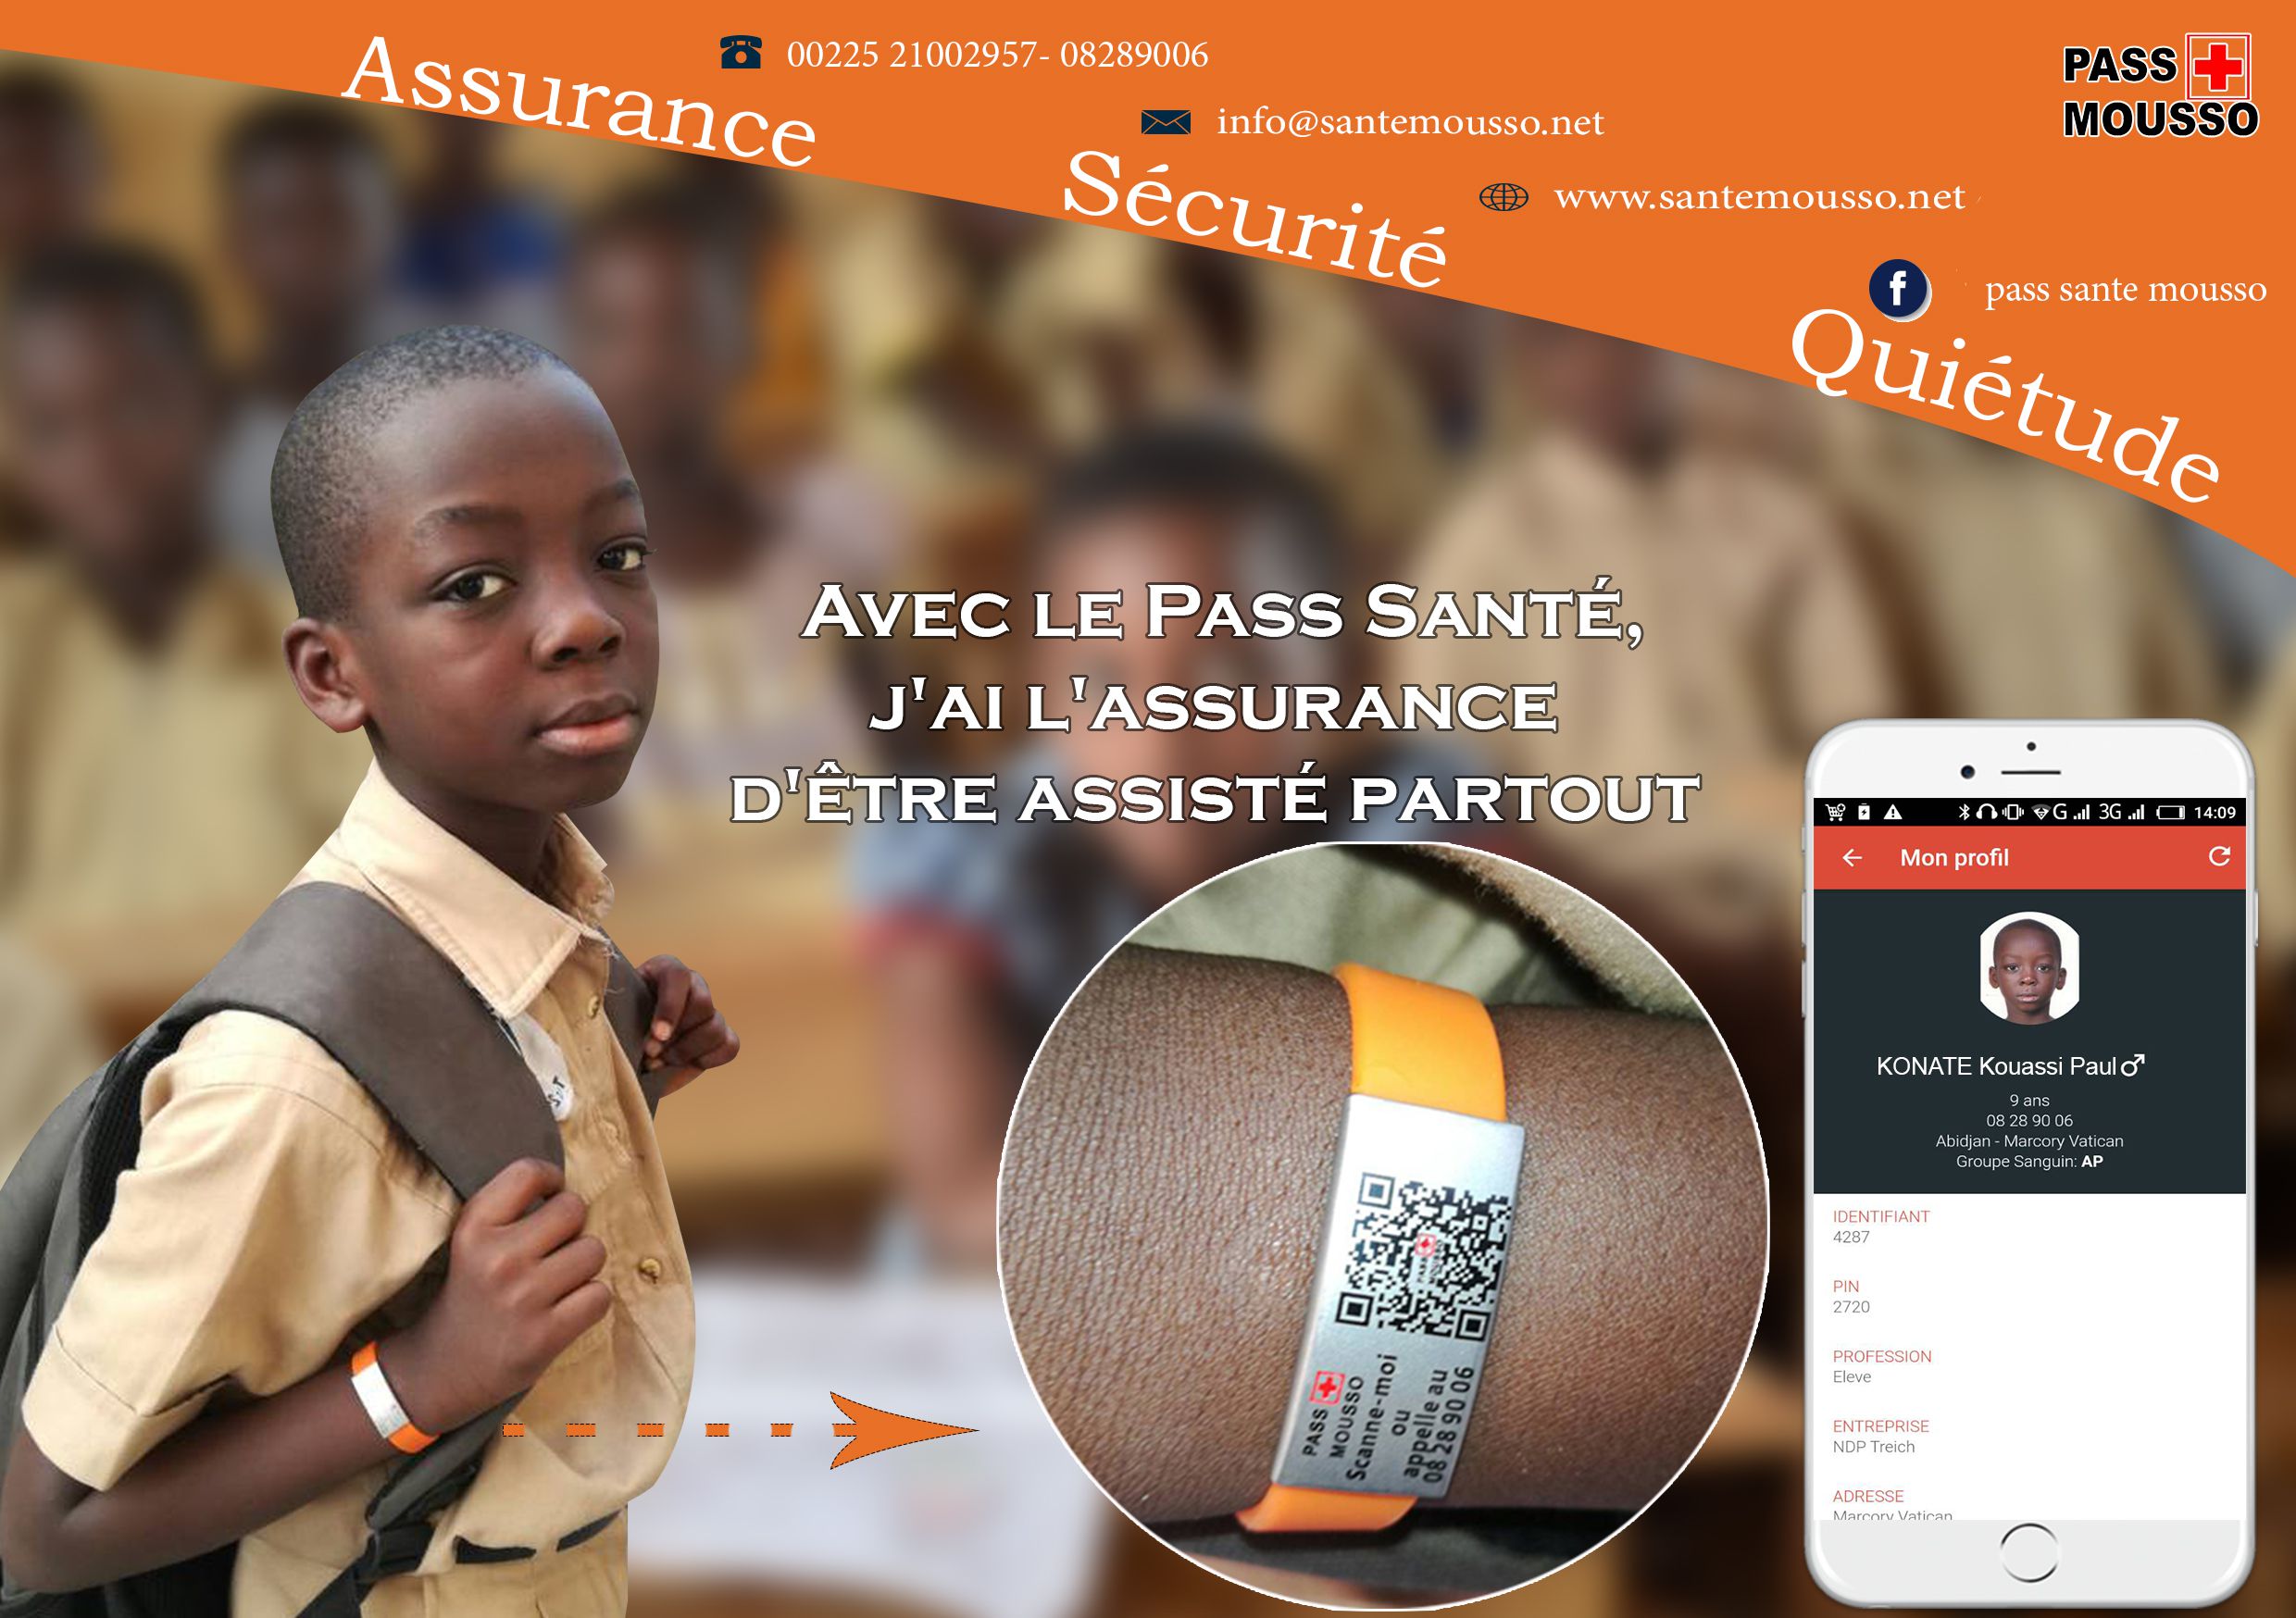 Assurance
00225 21002957- 08289006
info@santemousso.net
Sécurité
www.santemousso.net
pass sante mousso
Quiétude
PASS
MOUSSO
AVEC LE PASS SANTÉ,
J'AI L'ASSURANCE
D'ÊTRE ASSISTÉ PARTOUT
PASS
MOUSSO
Scanne-moi
ou
appelle au
08 28 90 06
G 3G 14:09
Mon profil
KONATE Kouassi Paul♂
9 ans
08 28 90 06
Abidjan - Marcory Vatican
Groupe Sanguin: AP
IDENTIFIANT
4287
PIN
2720
PROFESSION
Eleve
ENTREPRISE
NDP Treich
ADRESSE
Marcory Vatican